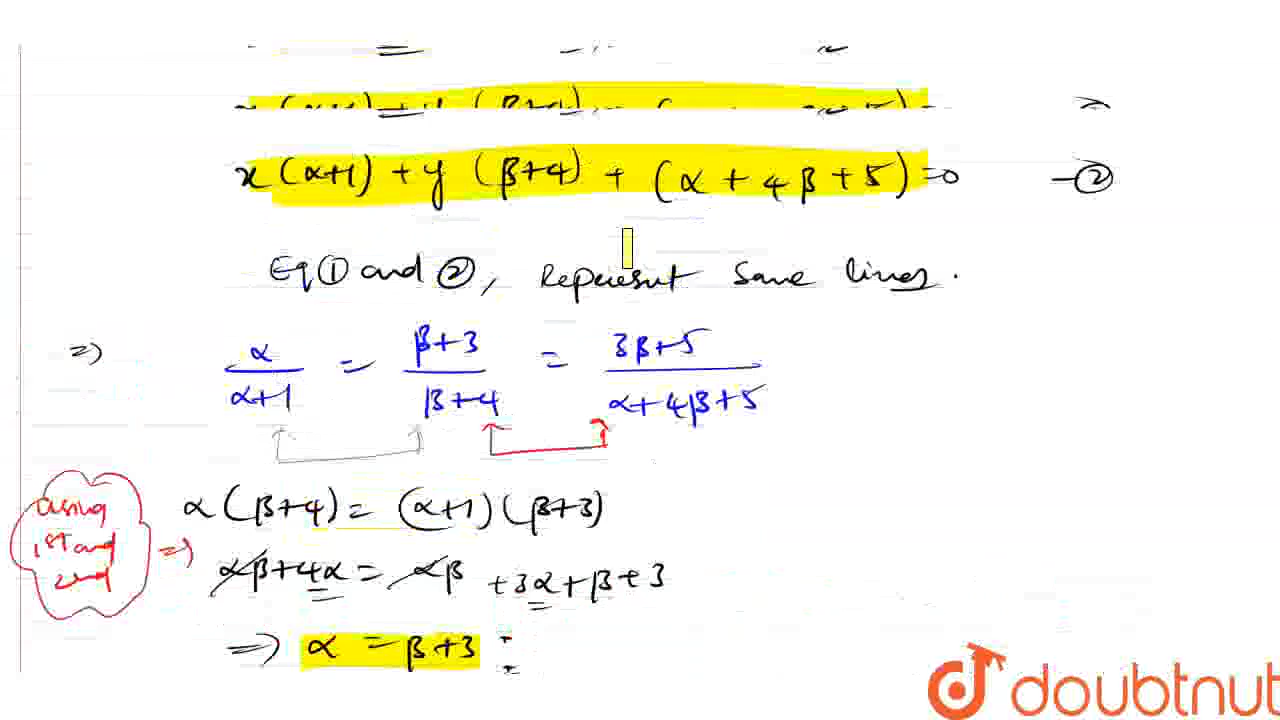 x(α+1) + y (β+4) + (α + 4β + 5) = 0 —②
Eq ① and ②, Represent Same lines.
=> α/(α+1) = (β+3)/(β+4) = (3β+5)/(α+4β+5)
using 1st and 2nd
α(β+4) = (α+1)(β+3)
=> αβ+4α = αβ +3α+β+3
=> α = β+3 :
doubtnut